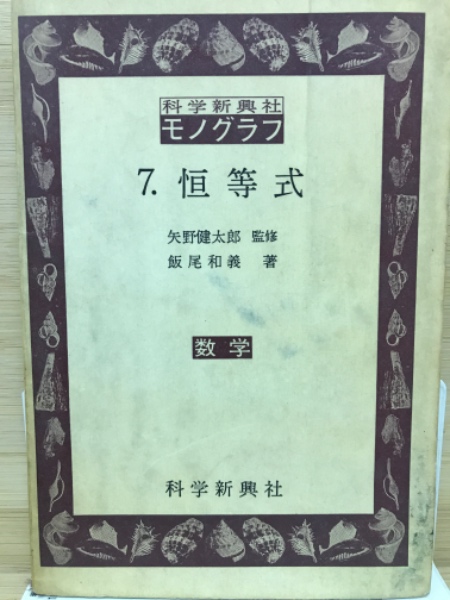 科学新興社
モノグラフ
7. 恒等式
矢野健太郎 監修
飯尾和義 著
数学
科学新興社